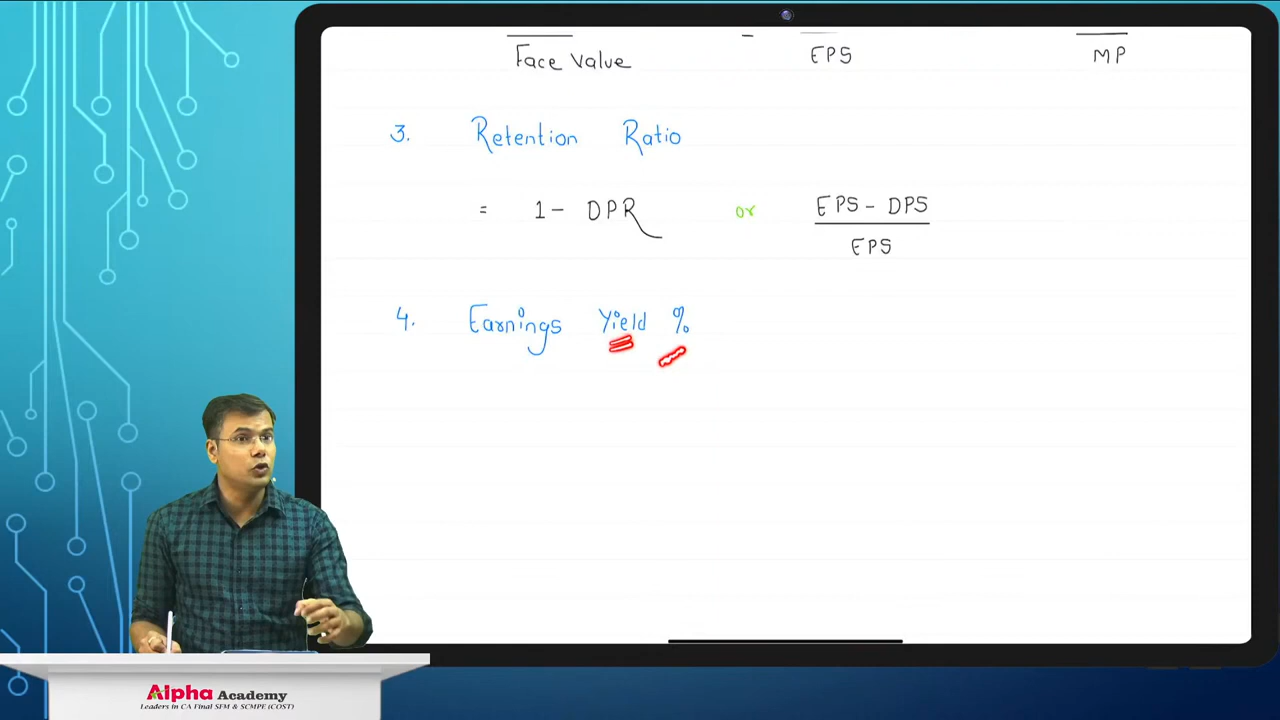 Face Value
EPS
MP
3. Retention Ratio
= 1 - DPR or EPS - DPS
EPS
4. Earnings Yield %
Alpha Academy
Leaders in CA Final SFM & SCMPE (COST)